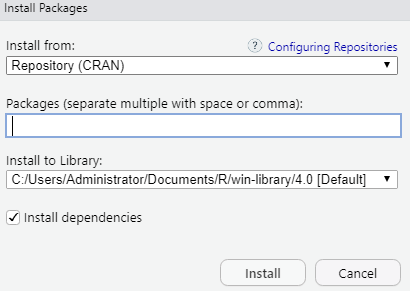 Install Packages
Install from:
? Configuring Repositories
Repository (CRAN)
Packages (separate multiple with space or comma):
Install to Library:
C:/Users/Administrator/Documents/R/win-library/4.0 [Default]
Install dependencies
Install
Cancel